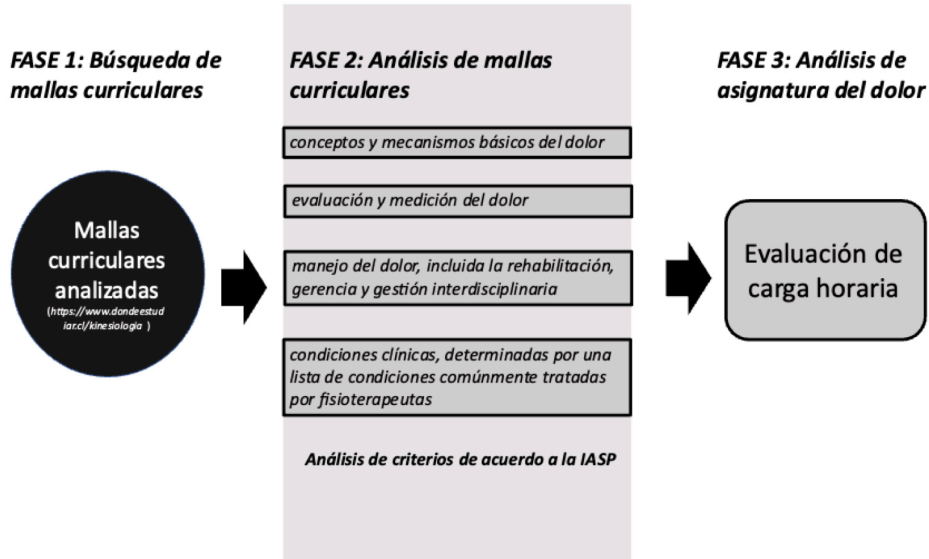 FASE 1: Búsqueda de
mallas curriculares
Mallas
curriculares
analizadas
(https://www.dondeestud
iar.cl/kinesiologia )
FASE 2: Análisis de mallas
curriculares
conceptos y mecanismos básicos del dolor
evaluación y medición del dolor
manejo del dolor, incluida la rehabilitación,
gerencia y gestión interdisciplinaria
condiciones clínicas, determinadas por una
lista de condiciones comúnmente tratadas
por fisioterapeutas
Análisis de criterios de acuerdo a la IASP
FASE 3: Análisis de
asignatura del dolor
Evaluación de
carga horaria